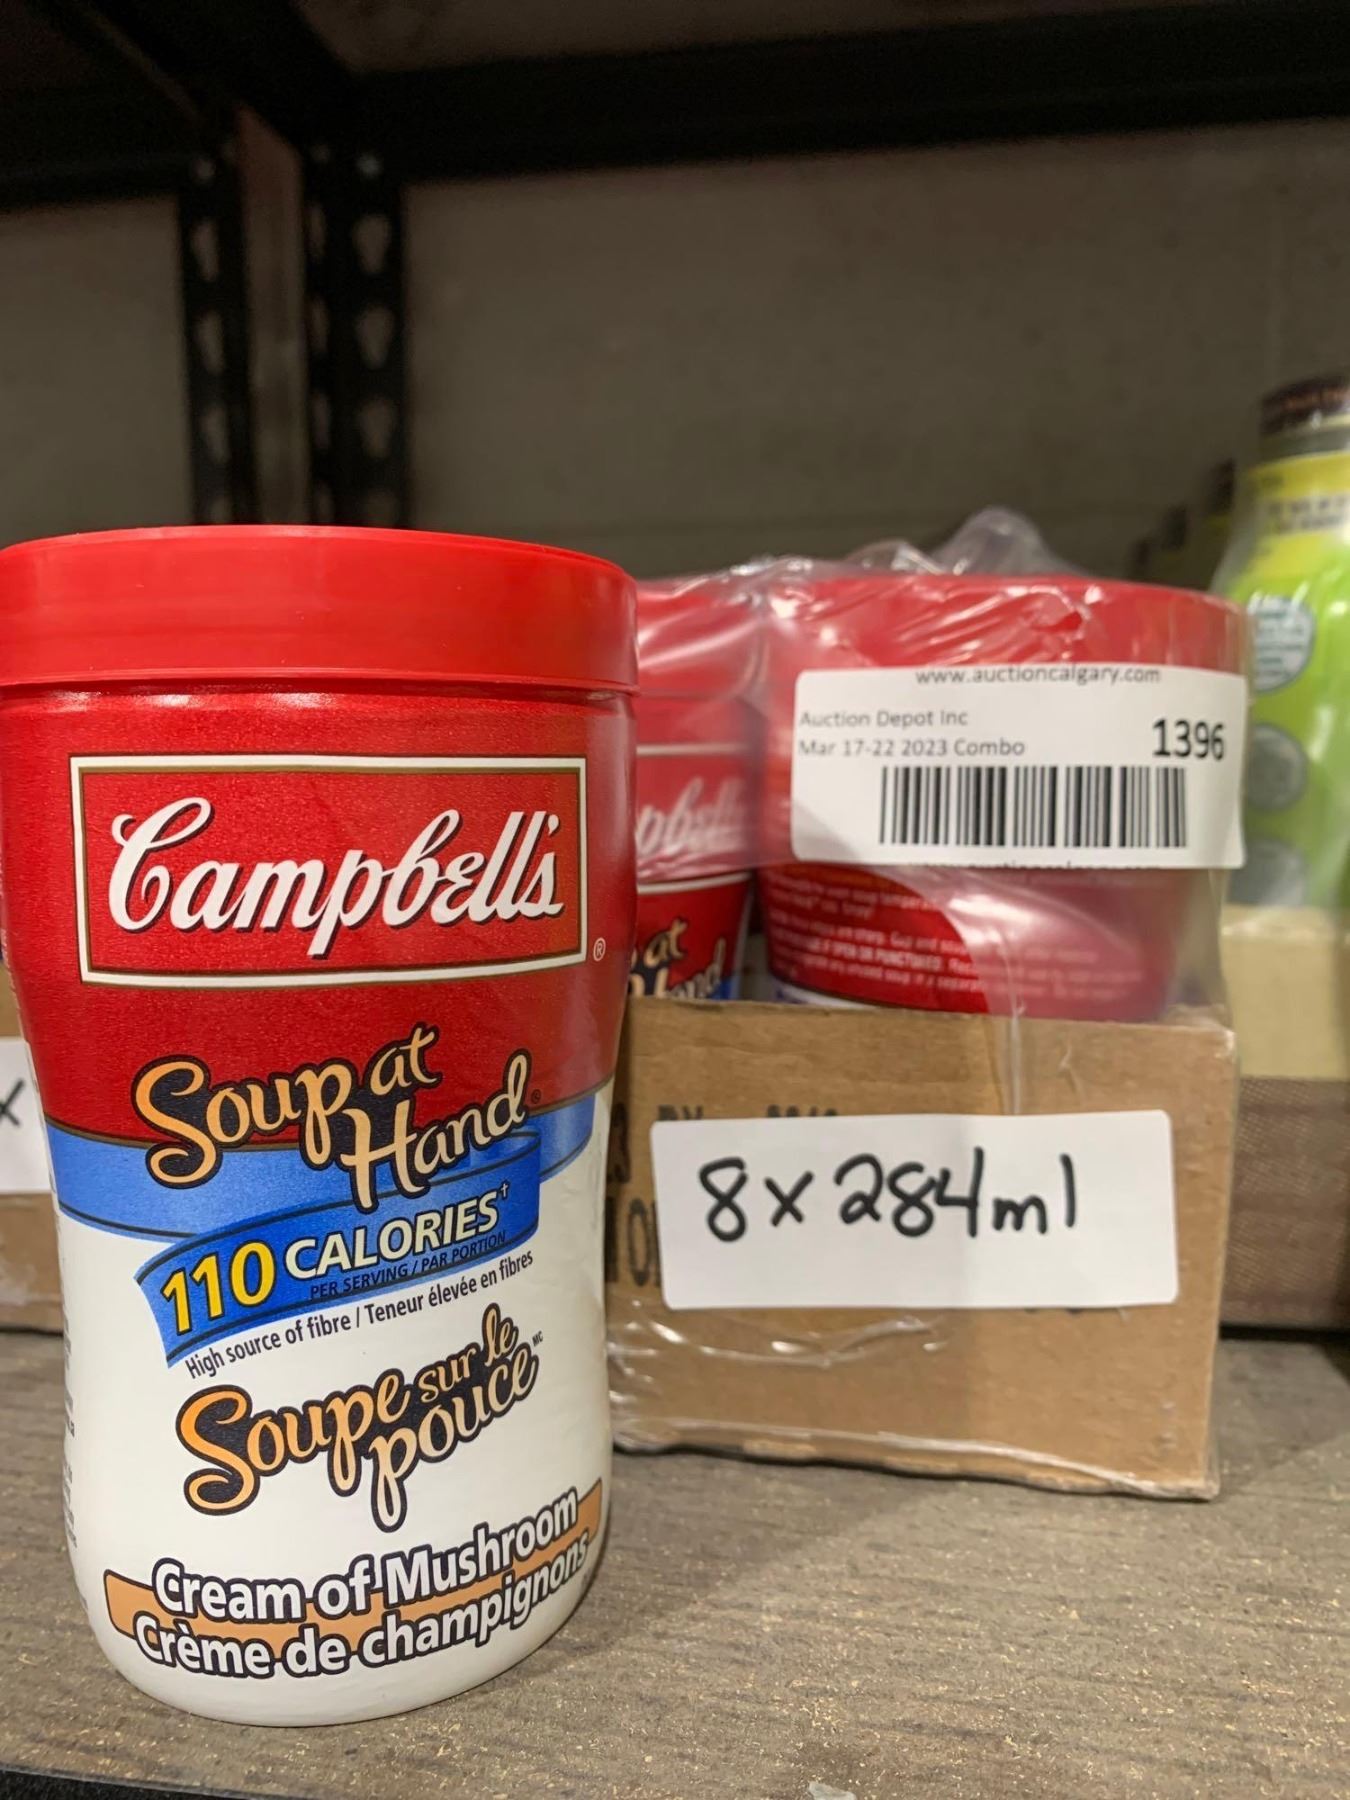 Campbell's®
Soup at
Hand®
110 CALORIES†
PER SERVING / PAR PORTION
High source of fibre / Teneur élevée en fibres
Soupe sur le
pouce MC
Cream of Mushroom
Crème de champignons
www.auctioncalgary.com
Auction Depot Inc
Mar 17-22 2023 Combo
1396
at
8x284ml
x